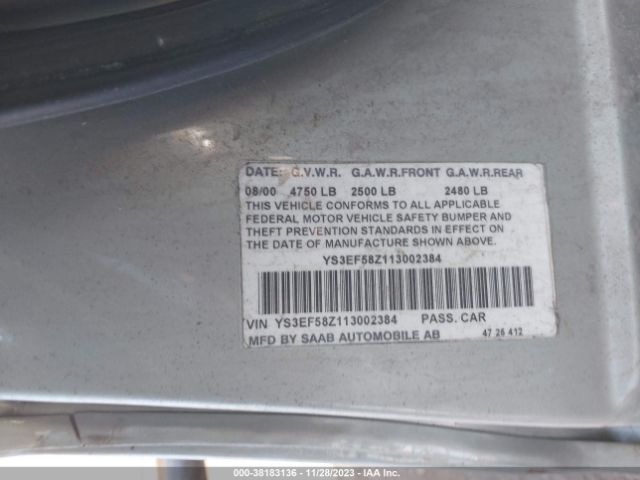 DATE: G.V.W.R. G.A.W.R.FRONT G.A.W.R.REAR
08/00 4750 LB 2500 LB 2480 LB
THIS VEHICLE CONFORMS TO ALL APPLICABLE
FEDERAL MOTOR VEHICLE SAFETY BUMPER AND
THEFT PREVENTION STANDARDS IN EFFECT ON
THE DATE OF MANUFACTURE SHOWN ABOVE.
YS3EF58Z113002384
VIN YS3EF58Z113002384 PASS. CAR
MFD BY SAAB AUTOMOBILE AB 47 26 412
000-38183136 - 11/28/2023 - IAA Inc.